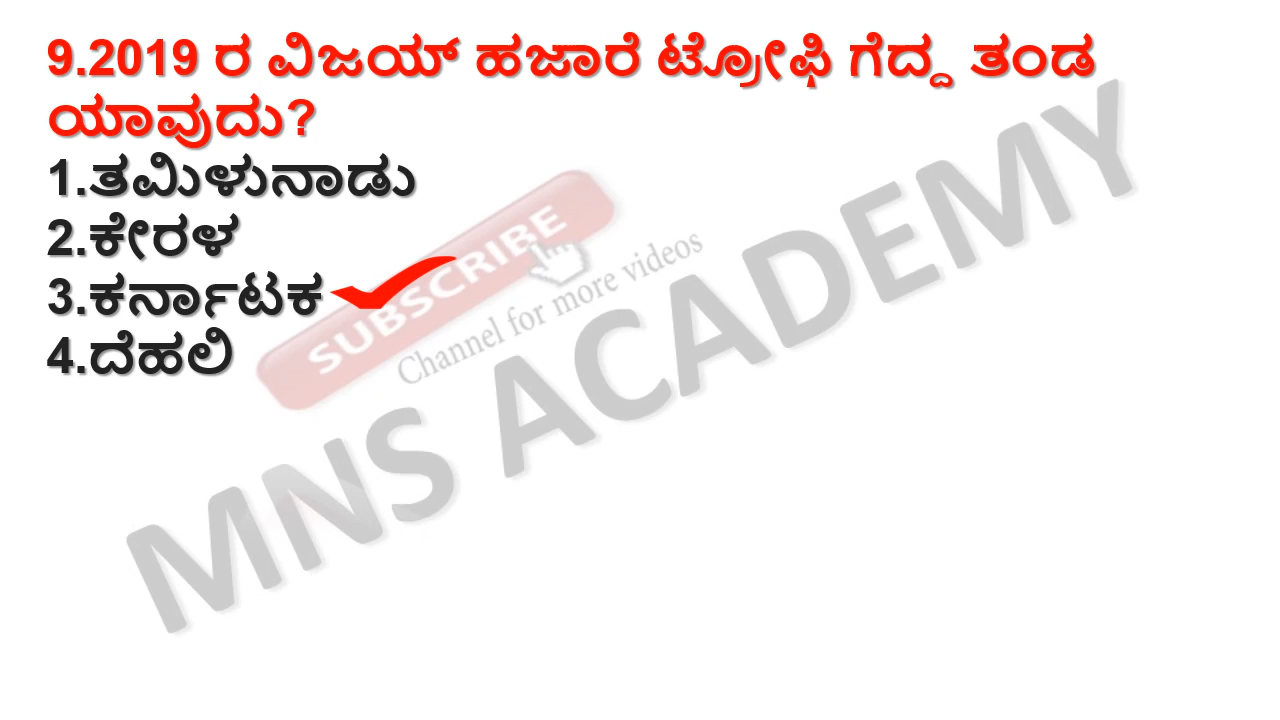 9.2019 ರ ವಿಜಯ್ ಹಜಾರೆ ಟ್ರೋಫಿ ಗೆದ್ದ ತಂಡ
ಯಾವುದು?
1.ತಮಿಳುನಾಡು
2.ಕೇರಳ
3.ಕರ್ನಾಟಕ
4.ದೆಹಲಿ
SUBSCRIBE
Channel for more videos
MNS ACADEMY